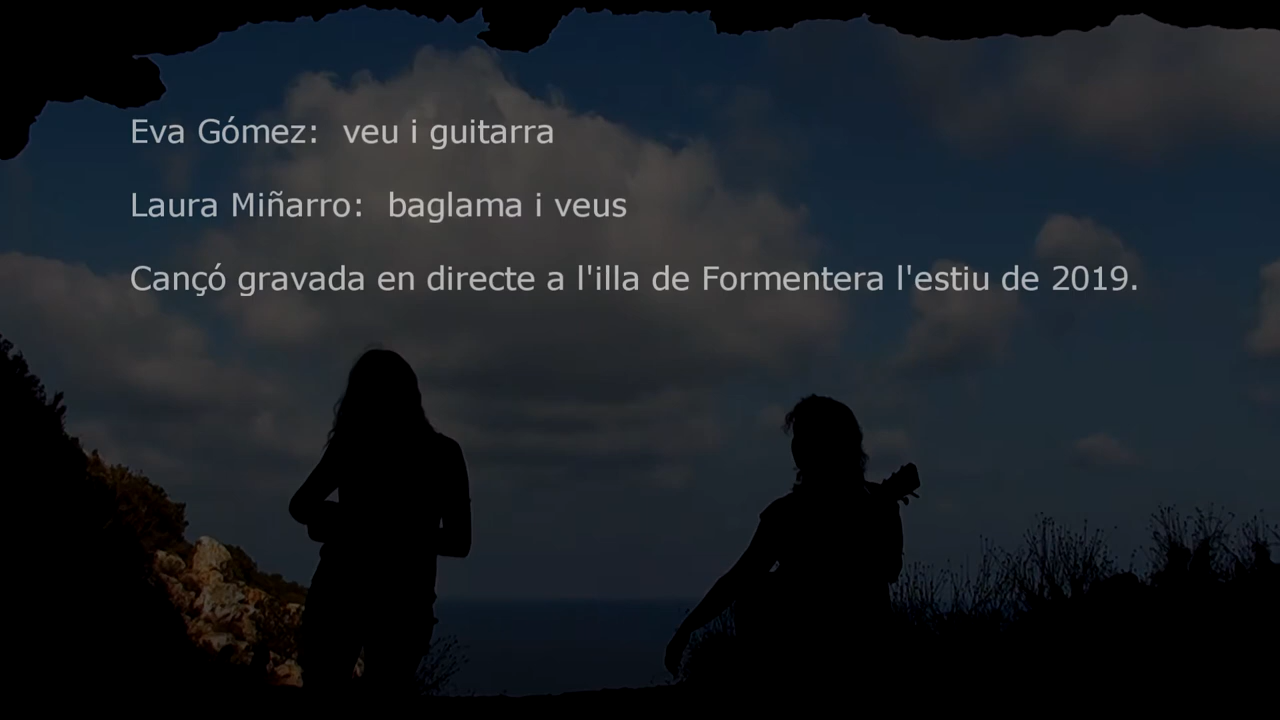 Eva Gómez:  veu i guitarra
Laura Miñarro:  baglama i veus
Cançó gravada en directe a l'illa de Formentera l'estiu de 2019.